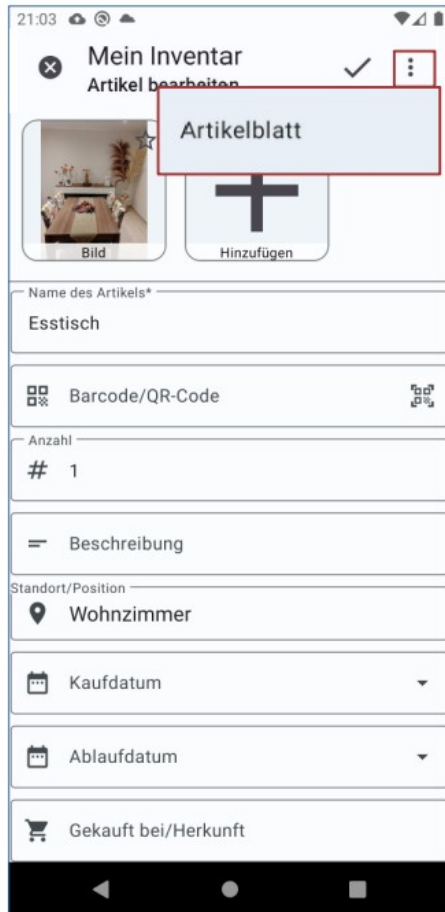 21:03
Mein Inventar
Artikel bearbeiten
Artikelblatt
Bild
Hinzufügen
Name des Artikels*
Esstisch
Barcode/QR-Code
Anzahl
# 1
Beschreibung
Standort/Position
Wohnzimmer
Kaufdatum
Ablaufdatum
Gekauft bei/Herkunft